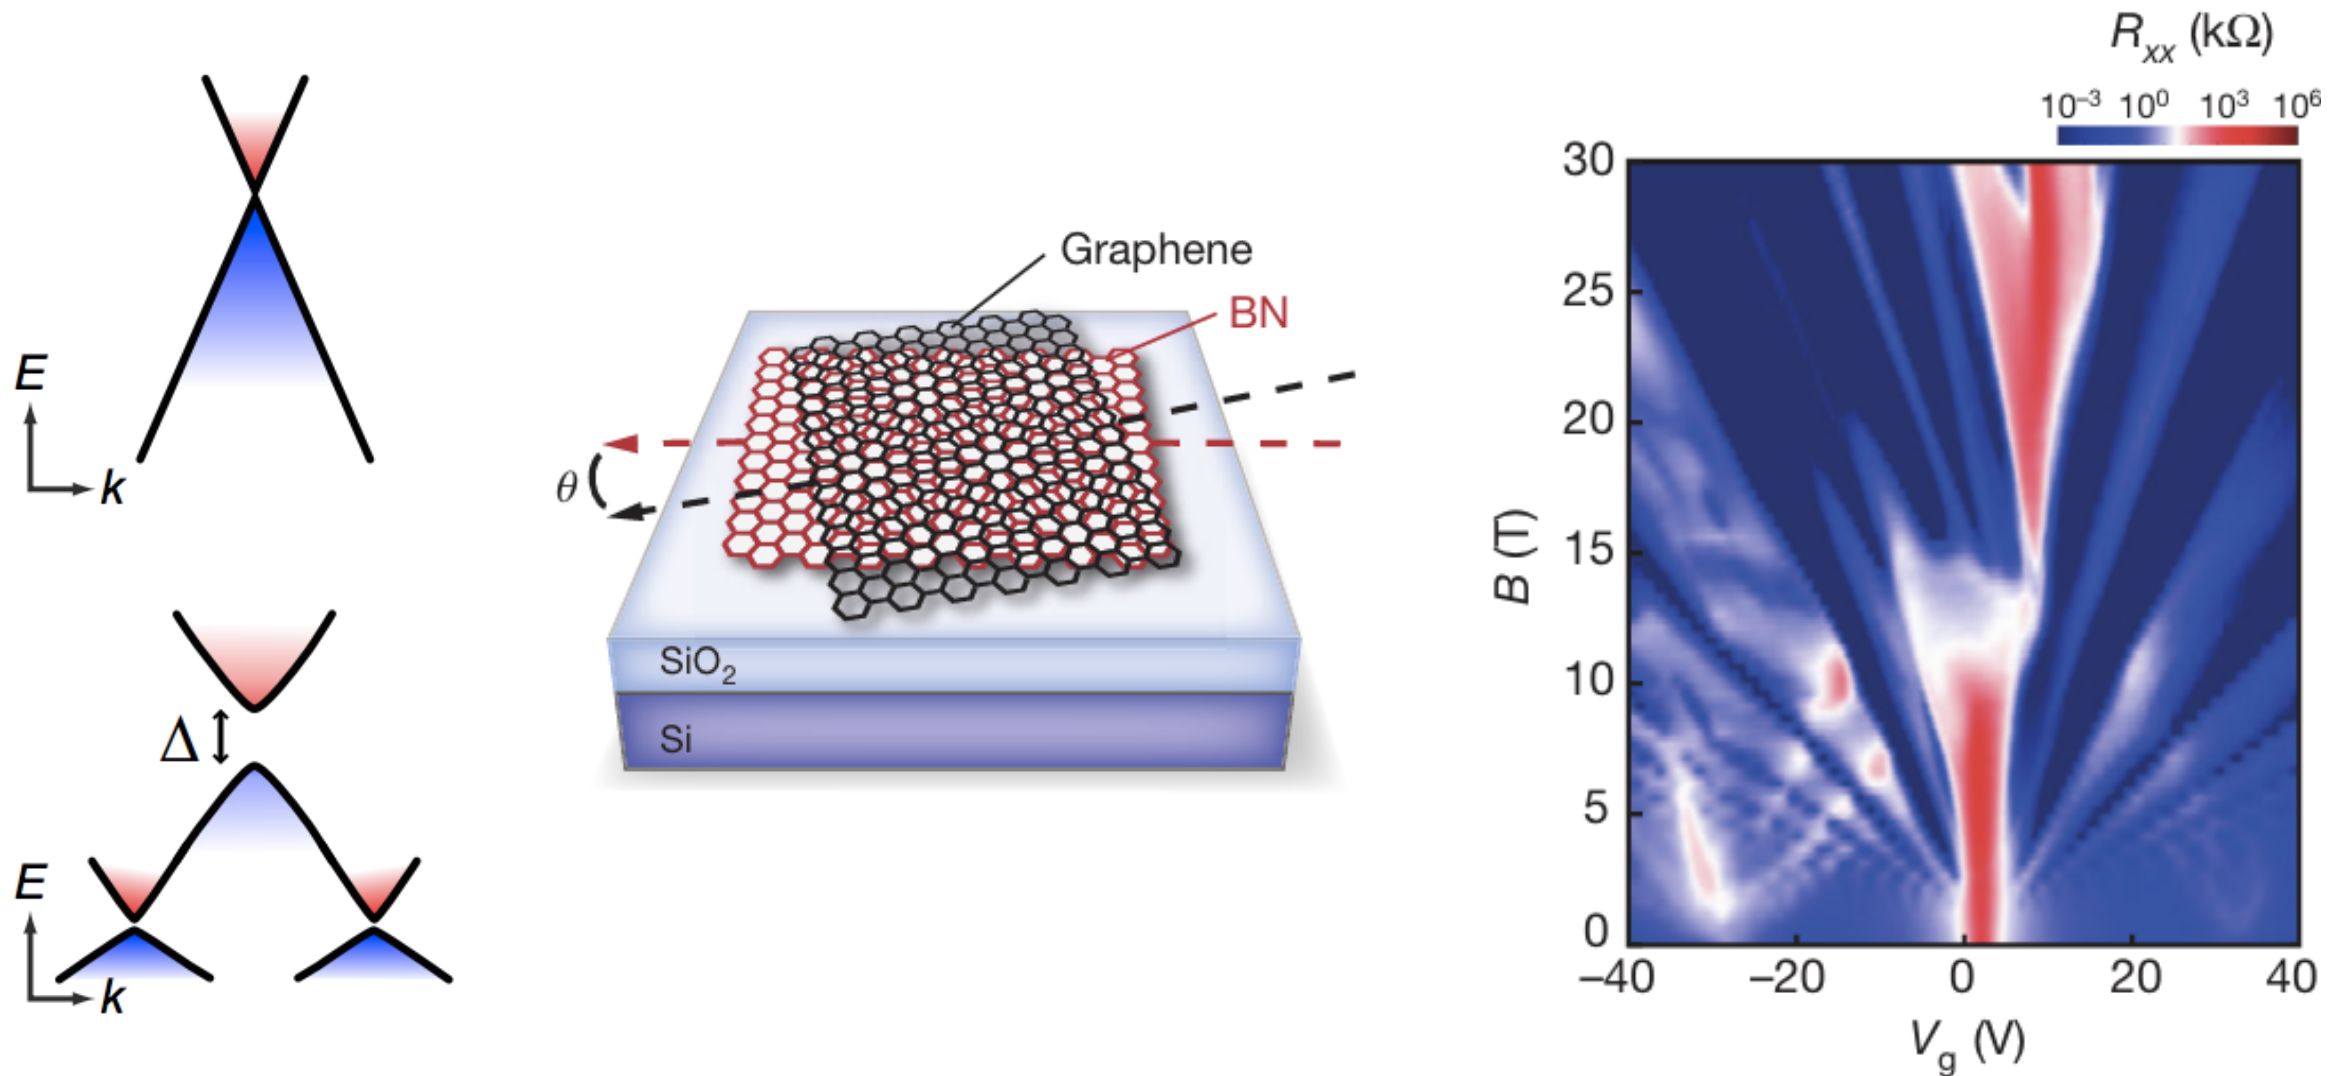 E
k
Δ
E
k
Graphene
BN
θ
SiO₂
Si
Rₓₓ (kΩ)
10⁻³ 10⁰ 10³ 10⁶
30
25
20
15
10
5
0
B (T)
−40 −20 0 20 40
V_g (V)